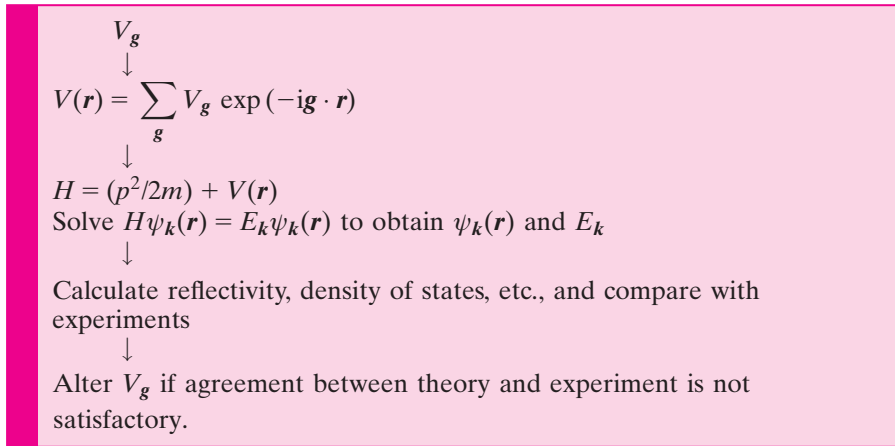 V_g
↓
V(r) = ∑_g V_g exp (−ig · r)
↓
H = (p²/2m) + V(r)
Solve Hψ_k(r) = E_kψ_k(r) to obtain ψ_k(r) and E_k
↓
Calculate reflectivity, density of states, etc., and compare with
experiments
↓
Alter V_g if agreement between theory and experiment is not
satisfactory.